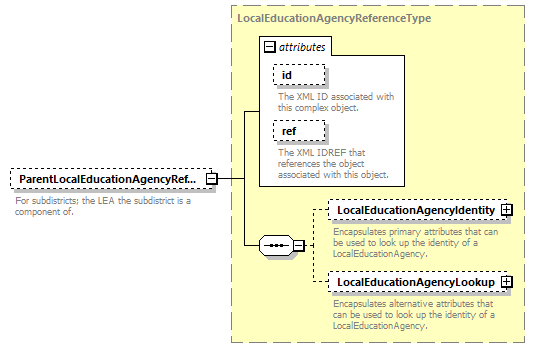 LocalEducationAgencyReferenceType
attributes
id
The XML ID associated with
this complex object.
ref
The XML IDREF that
references the object
associated with this object.
ParentLocalEducationAgencyRef...
For subdistricts; the LEA the subdistrict is a
component of.
LocalEducationAgencyIdentity
Encapsulates primary attributes that can
be used to look up the identity of a
LocalEducationAgency.
LocalEducationAgencyLookup
Encapsulates alternative attributes that
can be used to look up the identity of a
LocalEducationAgency.